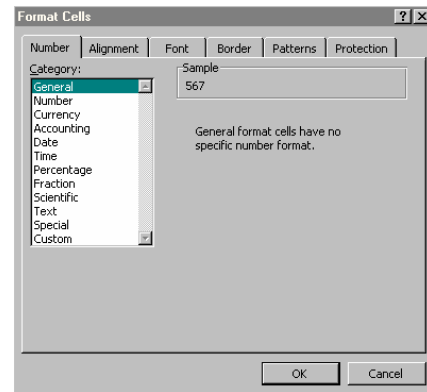 Format Cells
Number Alignment Font Border Patterns Protection
Category:
General
Number
Currency
Accounting
Date
Time
Percentage
Fraction
Scientific
Text
Special
Custom
Sample
567
General format cells have no
specific number format.
OK Cancel